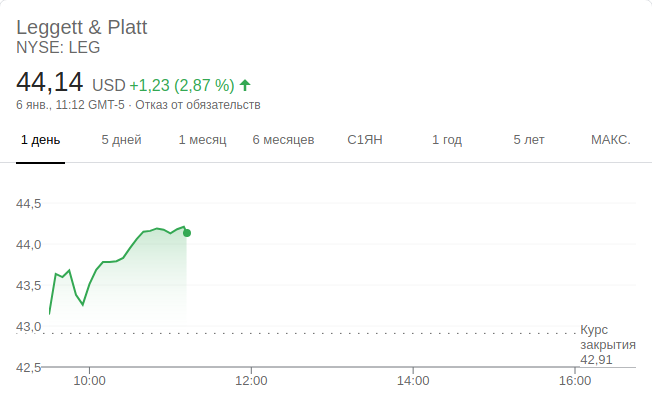 Leggett & Platt
NYSE: LEG
44,14 USD +1,23 (2,87 %)
6 янв., 11:12 GMT-5 · Отказ от обязательств
1 день 5 дней 1 месяц 6 месяцев С1ЯН 1 год 5 лет МАКС.
44,5
44,0
43,5
43,0
Курс
закрытия
42,91
42,5
10:00 12:00 14:00 16:00